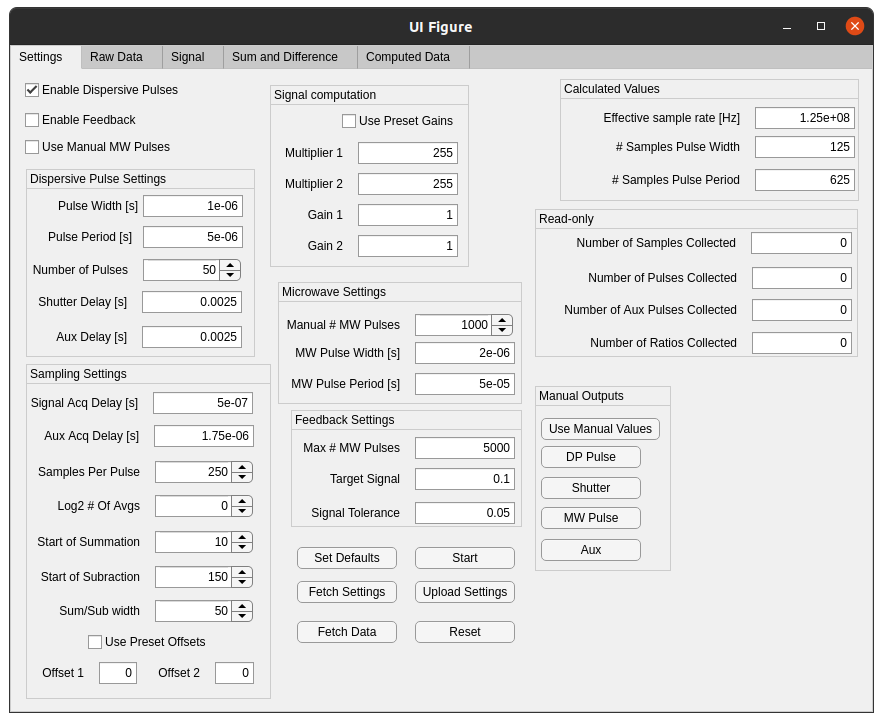 UI Figure
Settings Raw Data Signal Sum and Difference Computed Data
Enable Dispersive Pulses
Enable Feedback
Use Manual MW Pulses
Dispersive Pulse Settings
Pulse Width [s] 1e-06
Pulse Period [s] 5e-06
Number of Pulses 50
Shutter Delay [s] 0.0025
Aux Delay [s] 0.0025
Sampling Settings
Signal Acq Delay [s] 5e-07
Aux Acq Delay [s] 1.75e-06
Samples Per Pulse 250
Log2 # Of Avgs 0
Start of Summation 10
Start of Subraction 150
Sum/Sub width 50
Use Preset Offsets
Offset 1 0 Offset 2 0
Signal computation
Use Preset Gains
Multiplier 1 255
Multiplier 2 255
Gain 1 1
Gain 2 1
Microwave Settings
Manual # MW Pulses 1000
MW Pulse Width [s] 2e-06
MW Pulse Period [s] 5e-05
Feedback Settings
Max # MW Pulses 5000
Target Signal 0.1
Signal Tolerance 0.05
Set Defaults Start
Fetch Settings Upload Settings
Fetch Data Reset
Calculated Values
Effective sample rate [Hz] 1.25e+08
# Samples Pulse Width 125
# Samples Pulse Period 625
Read-only
Number of Samples Collected 0
Number of Pulses Collected 0
Number of Aux Pulses Collected 0
Number of Ratios Collected 0
Manual Outputs
Use Manual Values
DP Pulse
Shutter
MW Pulse
Aux